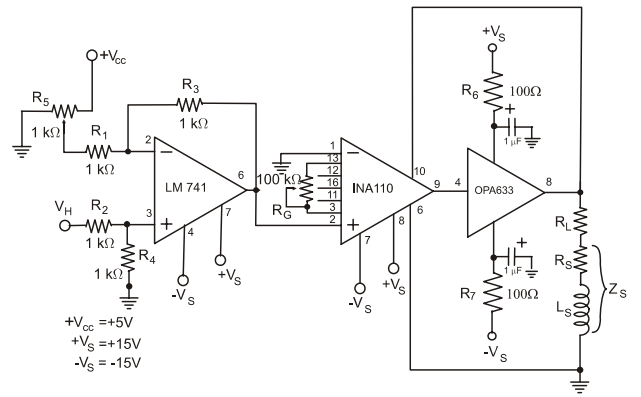 +Vcc
R5
1 kΩ
R1
1 kΩ
R3
1 kΩ
2
−
LM 741
6
3
+
4
7
VH
R2
1 kΩ
R4
1 kΩ
-VS
+VS
+Vcc =+5V
+VS =+15V
-VS = -15V
100 kΩ
RG
1
13
12
16
11
3
2
−
INA110
+
10
9
6
8
7
-VS
+VS
+VS
R6
100Ω
+
1 µF
4
OPA633
8
+
1 µF
R7
100Ω
-VS
RL
RS
LS
ZS